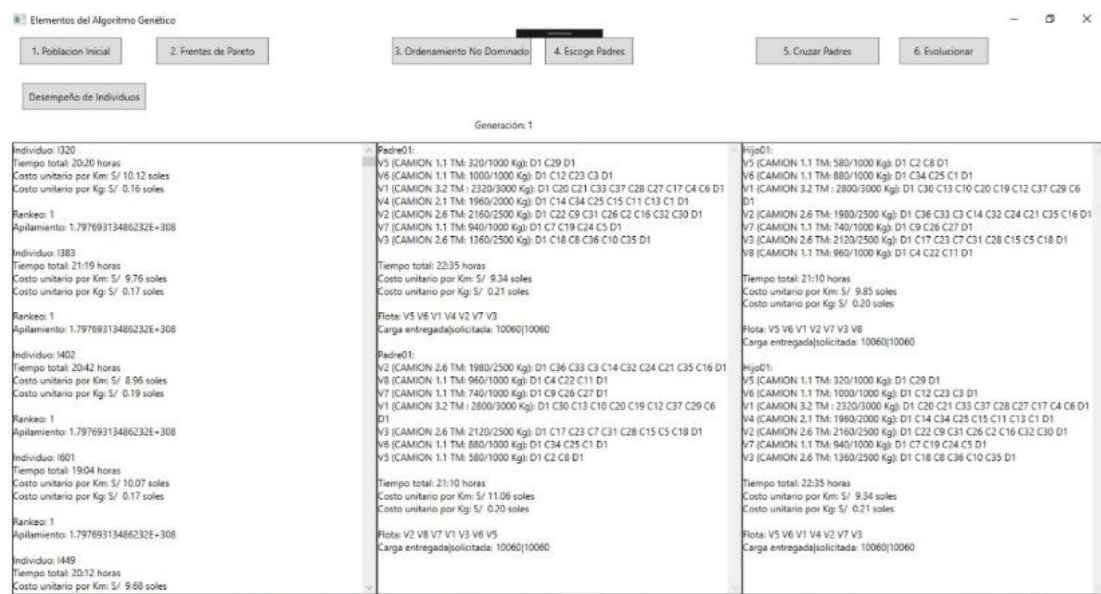 Elementos del Algoritmo Genético
1. Poblacion Inicial
2. Frentes de Pareto
3. Ordenamiento No Dominado
4. Escoge Padres
5. Cruzar Padres
6. Evolucionar
Desempeño de Individuos
Generación: 1
Individuo: I320
Tiempo total: 20:20 horas
Costo unitario por Km: S/ 10.12 soles
Costo unitario por Kg: S/ 0.16 soles
Rankeo: 1
Apilamiento: 1.79769313486232E+308
Individuo: I383
Tiempo total: 21:19 horas
Costo unitario por Km: S/ 9.76 soles
Costo unitario por Kg: S/ 0.17 soles
Rankeo: 1
Apilamiento: 1.79769313486232E+308
Individuo: I402
Tiempo total: 20:42 horas
Costo unitario por Km: S/ 8.96 soles
Costo unitario por Kg: S/ 0.19 soles
Rankeo: 1
Apilamiento: 1.79769313486232E+308
Individuo: I601
Tiempo total: 19:04 horas
Costo unitario por Km: S/ 10.07 soles
Costo unitario por Kg: S/ 0.17 soles
Rankeo: 1
Apilamiento: 1.79769313486232E+308
Individuo: I449
Tiempo total: 20:12 horas
Costo unitario por Km: S/ 9.68 soles
Padre01:
V5 (CAMION 1.1 TM: 320/1000 Kg): D1 C29 D1
V6 (CAMION 1.1 TM: 1000/1000 Kg): D1 C12 C23 C3 D1
V1 (CAMION 3.2 TM : 2320/3000 Kg): D1 C20 C21 C33 C37 C28 C27 C17 C4 C6 D1
V4 (CAMION 2.1 TM: 1960/2000 Kg): D1 C14 C34 C25 C15 C11 C13 C1 D1
V2 (CAMION 2.6 TM: 2160/2500 Kg): D1 C22 C9 C31 C26 C2 C16 C32 C30 D1
V7 (CAMION 1.1 TM: 940/1000 Kg): D1 C7 C19 C24 C5 D1
V3 (CAMION 2.6 TM: 1360/2500 Kg): D1 C18 C8 C36 C10 C35 D1
Tiempo total: 22:35 horas
Costo unitario por Km: S/ 9.34 soles
Costo unitario por Kg: S/ 0.21 soles
Flota: V5 V6 V1 V4 V2 V7 V3
Carga entregada|solicitada: 10060|10060
Padre01:
V2 (CAMION 2.6 TM: 1980/2500 Kg): D1 C36 C33 C3 C14 C32 C24 C21 C35 C16 D1
V8 (CAMION 1.1 TM: 960/1000 Kg): D1 C4 C22 C11 D1
V7 (CAMION 1.1 TM: 740/1000 Kg): D1 C9 C26 C27 D1
V1 (CAMION 3.2 TM : 2800/3000 Kg): D1 C30 C13 C10 C20 C19 C12 C37 C29 C6
D1
V3 (CAMION 2.6 TM: 2120/2500 Kg): D1 C17 C23 C7 C31 C28 C15 C5 C18 D1
V6 (CAMION 1.1 TM: 880/1000 Kg): D1 C34 C25 C1 D1
V5 (CAMION 1.1 TM: 580/1000 Kg): D1 C2 C8 D1
Tiempo total: 21:10 horas
Costo unitario por Km: S/ 11.06 soles
Costo unitario por Kg: S/ 0.20 soles
Flota: V2 V8 V7 V1 V3 V6 V5
Carga entregada|solicitada: 10060|10060
Hijo01:
V5 (CAMION 1.1 TM: 580/1000 Kg): D1 C2 C8 D1
V6 (CAMION 1.1 TM: 880/1000 Kg): D1 C34 C25 C1 D1
V1 (CAMION 3.2 TM : 2800/3000 Kg): D1 C30 C13 C10 C20 C19 C12 C37 C29 C6
D1
V2 (CAMION 2.6 TM: 1980/2500 Kg): D1 C36 C33 C3 C14 C32 C24 C21 C35 C16 D1
V7 (CAMION 1.1 TM: 740/1000 Kg): D1 C9 C26 C27 D1
V3 (CAMION 2.6 TM: 2120/2500 Kg): D1 C17 C23 C7 C31 C28 C15 C5 C18 D1
V8 (CAMION 1.1 TM: 960/1000 Kg): D1 C4 C22 C11 D1
Tiempo total: 21:10 horas
Costo unitario por Km: S/ 9.85 soles
Costo unitario por Kg: S/ 0.20 soles
Flota: V5 V6 V1 V2 V7 V3 V8
Carga entregada|solicitada: 10060|10060
Hijo01:
V5 (CAMION 1.1 TM: 320/1000 Kg): D1 C29 D1
V6 (CAMION 1.1 TM: 1000/1000 Kg): D1 C12 C23 C3 D1
V1 (CAMION 3.2 TM : 2320/3000 Kg): D1 C20 C21 C33 C37 C28 C27 C17 C4 C6 D1
V4 (CAMION 2.1 TM: 1960/2000 Kg): D1 C14 C34 C25 C15 C11 C13 C1 D1
V2 (CAMION 2.6 TM: 2160/2500 Kg): D1 C22 C9 C31 C26 C2 C16 C32 C30 D1
V7 (CAMION 1.1 TM: 940/1000 Kg): D1 C7 C19 C24 C5 D1
V3 (CAMION 2.6 TM: 1360/2500 Kg): D1 C18 C8 C36 C10 C35 D1
Tiempo total: 22:35 horas
Costo unitario por Km: S/ 9.34 soles
Costo unitario por Kg: S/ 0.21 soles
Flota: V5 V6 V1 V4 V2 V7 V3
Carga entregada|solicitada: 10060|10060